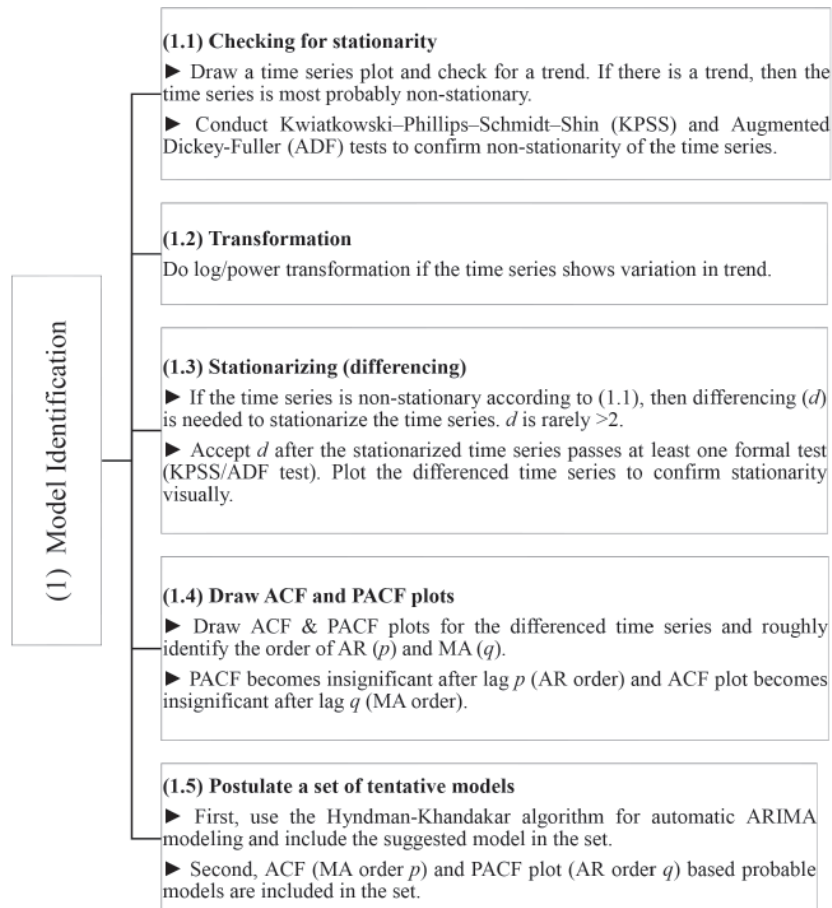 (1) Model Identification
(1.1) Checking for stationarity
► Draw a time series plot and check for a trend. If there is a trend, then the
time series is most probably non-stationary.
► Conduct Kwiatkowski–Phillips–Schmidt–Shin (KPSS) and Augmented
Dickey-Fuller (ADF) tests to confirm non-stationarity of the time series.
(1.2) Transformation
Do log/power transformation if the time series shows variation in trend.
(1.3) Stationarizing (differencing)
► If the time series is non-stationary according to (1.1), then differencing (d)
is needed to stationarize the time series. d is rarely >2.
► Accept d after the stationarized time series passes at least one formal test
(KPSS/ADF test). Plot the differenced time series to confirm stationarity
visually.
(1.4) Draw ACF and PACF plots
► Draw ACF & PACF plots for the differenced time series and roughly
identify the order of AR (p) and MA (q).
► PACF becomes insignificant after lag p (AR order) and ACF plot becomes
insignificant after lag q (MA order).
(1.5) Postulate a set of tentative models
► First, use the Hyndman-Khandakar algorithm for automatic ARIMA
modeling and include the suggested model in the set.
► Second, ACF (MA order p) and PACF plot (AR order q) based probable
models are included in the set.